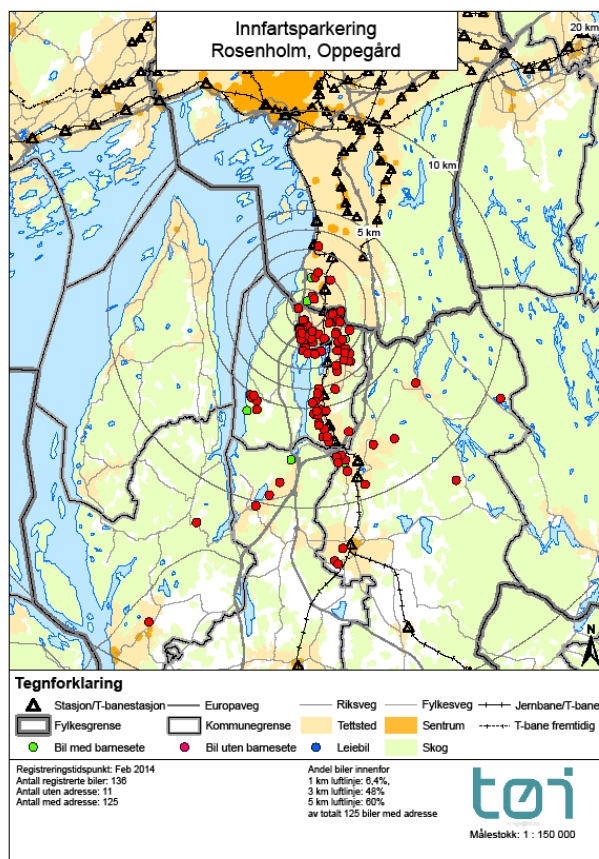 Innfartsparkering
Rosenholm, Oppegård
20 km
10 km
5 km
N
Tegnforklaring
Stasjon/T-banestasjon
Europaveg
Riksveg
Fylkesveg
Jernbane/T-bane
Fylkesgrense
Kommunegrense
Tettsted
Sentrum
T-bane fremtidig
Bil med barnesete
Bil uten barnesete
Leiebil
Skog
Registreringstidspunkt: Feb 2014
Antall registrerte biler: 136
Antall uten adresse: 11
Antall med adresse: 125
Andel biler innenfor
1 km luftlinje: 6,4%,
3 km luftlinje: 48%
5 km luftlinje: 60%
av totalt 125 biler med adresse
tøi
Målestokk: 1 : 150 000